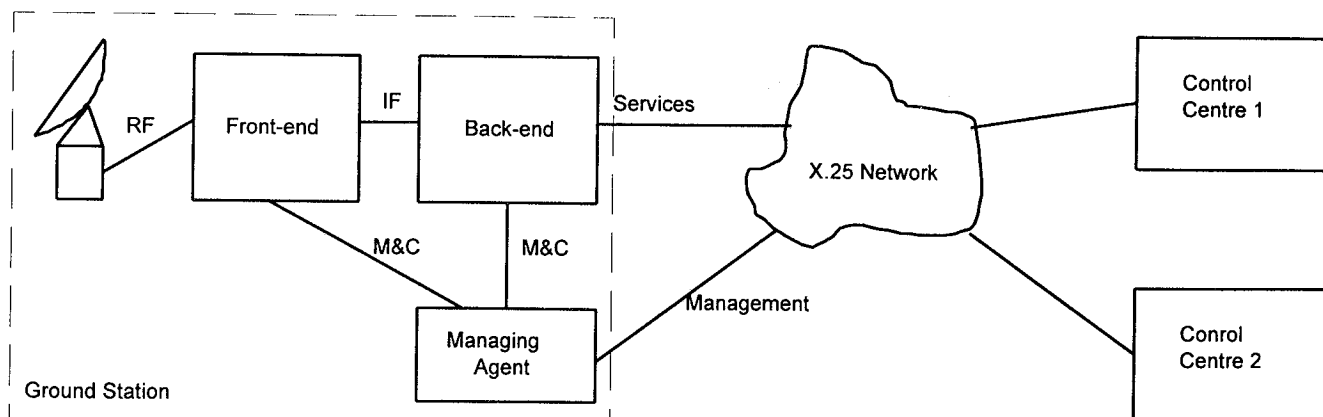 RF
Front-end
IF
Back-end
Services
X.25 Network
Control
Centre 1
M&C
M&C
Management
Managing
Agent
Conrol
Centre 2
Ground Station